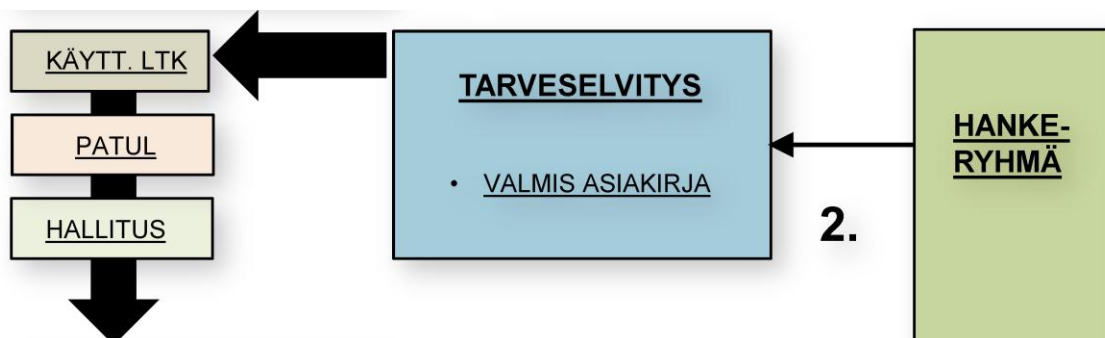 KÄYTT. LTK
PATUL
HALLITUS
TARVESELVITYS
• VALMIS ASIAKIRJA
2.
HANKE-
RYHMÄ